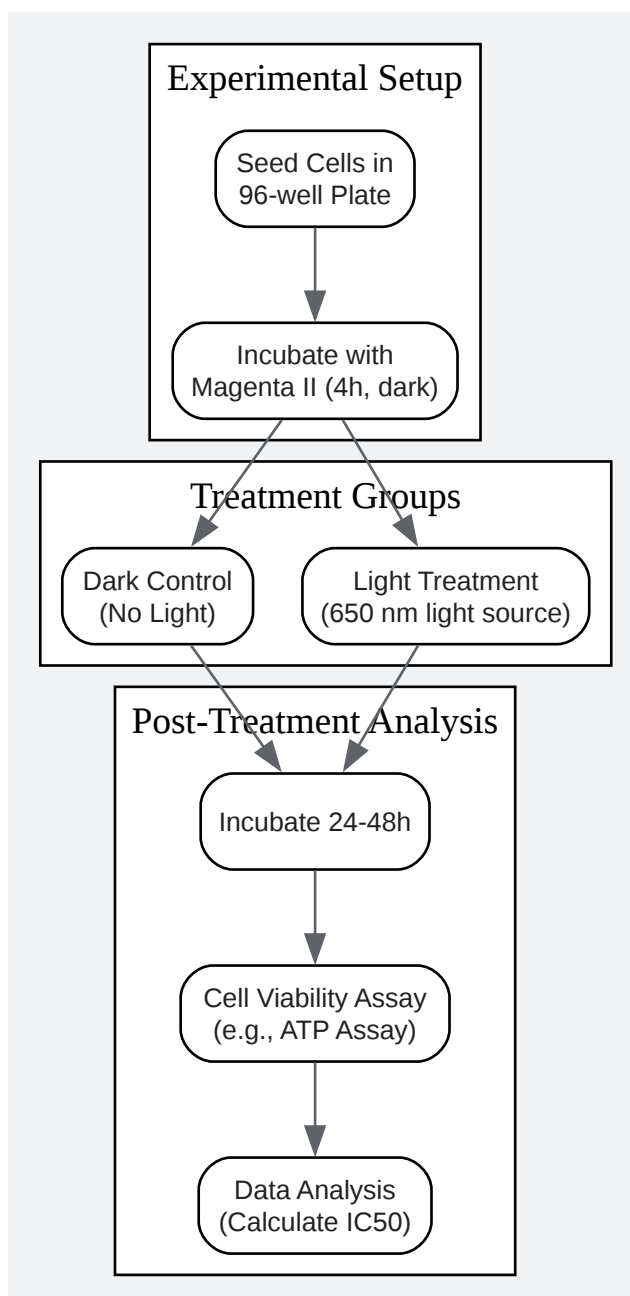 Experimental Setup
Seed Cells in
96-well Plate
Incubate with
Magenta II (4h, dark)
Treatment Groups
Dark Control
(No Light)
Light Treatment
(650 nm light source)
Post-Treatment Analysis
Incubate 24-48h
Cell Viability Assay
(e.g., ATP Assay)
Data Analysis
(Calculate IC50)